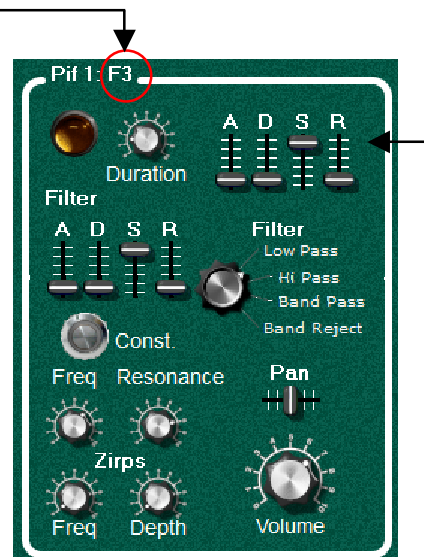 Pif 1: F3
A D S R
Duration
Filter
A D S R
Filter
Low Pass
Hi Pass
Band Pass
Band Reject
Const.
Freq Resonance
Pan
Zirps
Freq Depth
Volume